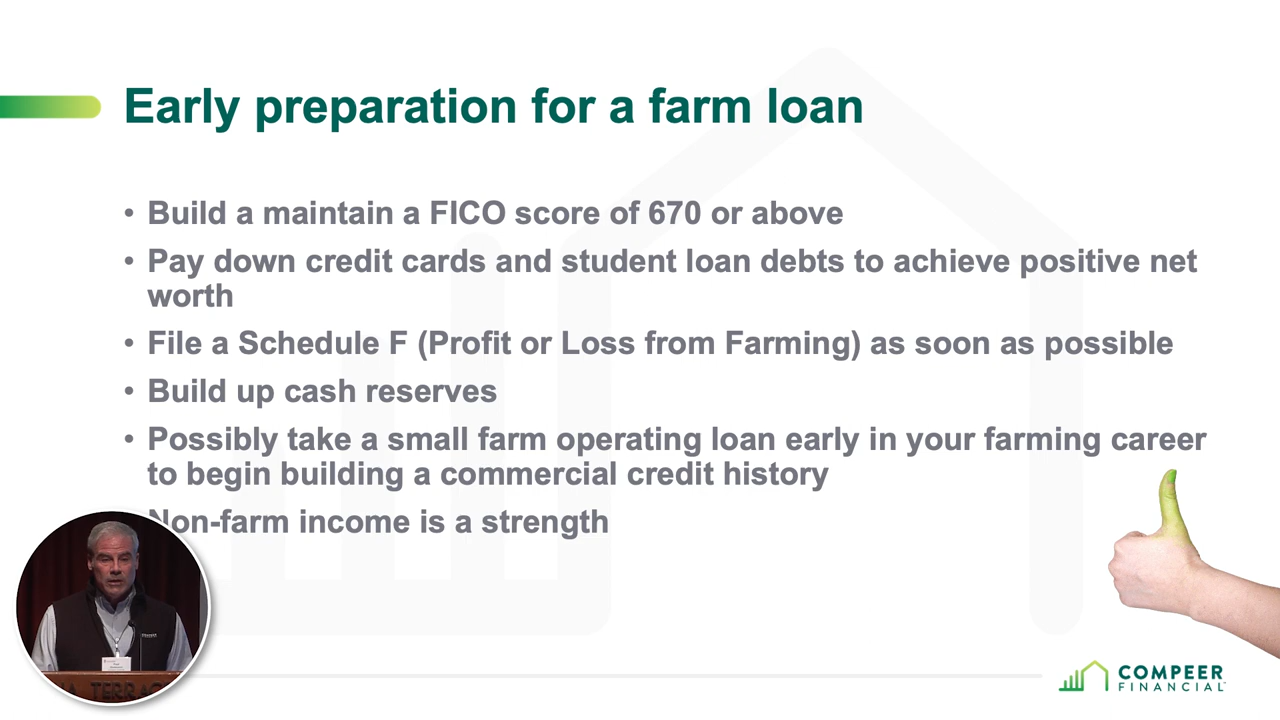 Early preparation for a farm loan
• Build a maintain a FICO score of 670 or above
• Pay down credit cards and student loan debts to achieve positive net
worth
• File a Schedule F (Profit or Loss from Farming) as soon as possible
• Build up cash reserves
• Possibly take a small farm operating loan early in your farming career
to begin building a commercial credit history
Non-farm income is a strength
COMPEER
FINANCIAL